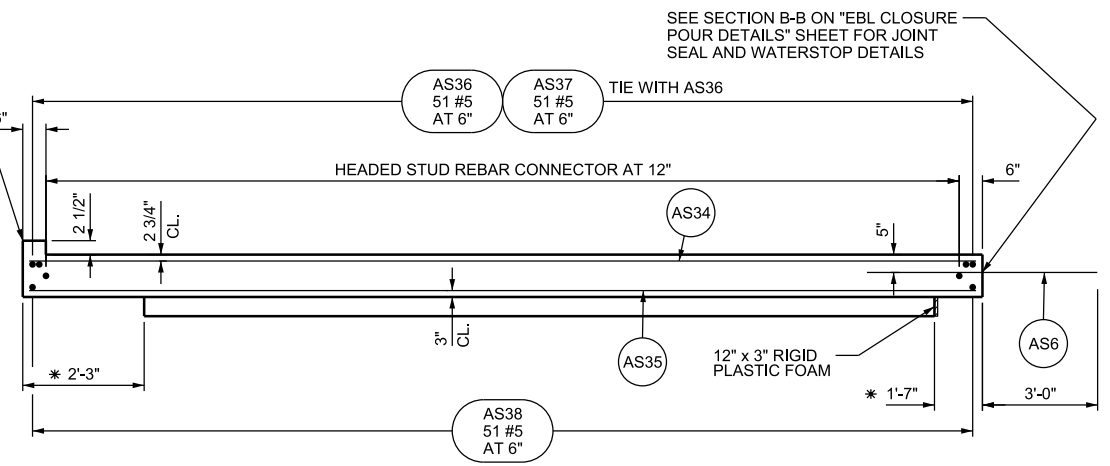 SEE SECTION B-B ON "EBL CLOSURE
POUR DETAILS" SHEET FOR JOINT
SEAL AND WATERSTOP DETAILS
AS36
51 #5
AT 6"
AS37
51 #5
AT 6"
TIE WITH AS36
HEADED STUD REBAR CONNECTOR AT 12"
6"
2 1/2"
2 3/4"
CL.
AS34
5"
3"
CL.
AS35
12" x 3" RIGID
PLASTIC FOAM
AS6
* 2'-3"
* 1'-7"
3'-0"
AS38
51 #5
AT 6"